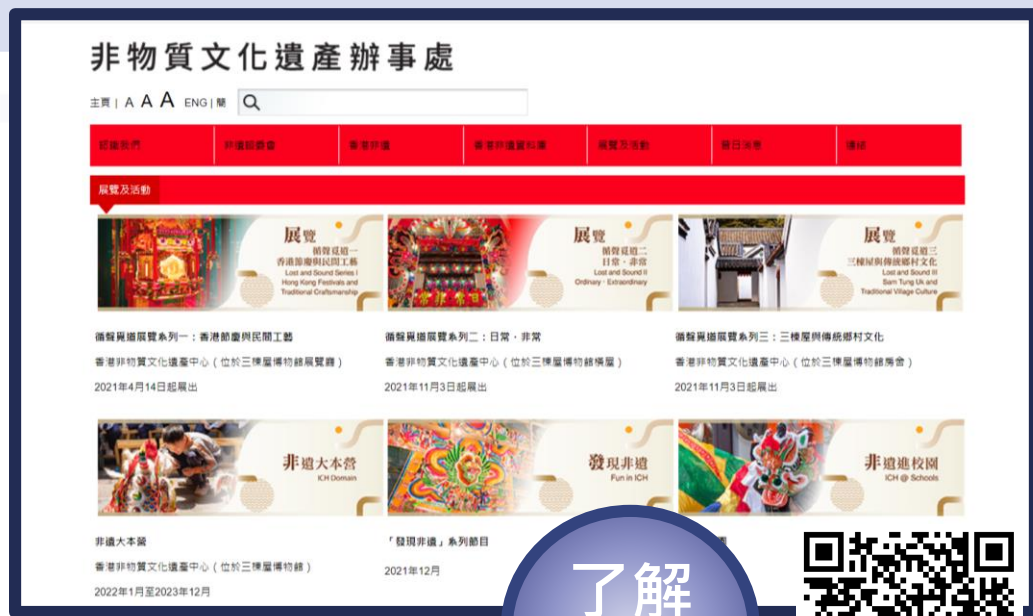 非物質文化遺產辦事處
主頁 | A A A ENG | 簡
認識我們 非遺諮委會 香港非遺 香港非遺資料庫 展覽及活動 昔日消息 連結
展覽及活動
展覽
循聲覓道一
香港節慶與民間工藝
Lost and Sound Series I
Hong Kong Festivals and
Traditional Craftsmanship
展覽
循聲覓道二
日常‧非常
Lost and Sound II
Ordinary‧Extraordinary
展覽
循聲覓道三
三棟屋與傳統鄉村文化
Lost and Sound III
Sam Tung Uk and
Traditional Village Culture
循聲覓道展覽系列一：香港節慶與民間工藝
香港非物質文化遺產中心（位於三棟屋博物館展覽廳）
2021年4月14日起展出
循聲覓道展覽系列二：日常‧非常
香港非物質文化遺產中心（位於三棟屋博物館橫屋）
2021年11月3日起展出
循聲覓道展覽系列三：三棟屋與傳統鄉村文化
香港非物質文化遺產中心（位於三棟屋博物館房舍）
2021年11月3日起展出
非遺大本營
ICH Domain
發現非遺
Fun in ICH
非遺進校園
ICH @ Schools
非遺大本營
香港非物質文化遺產中心（位於三棟屋博物館）
2022年1月至2023年12月
「發現非遺」系列節目
2021年12月
了解